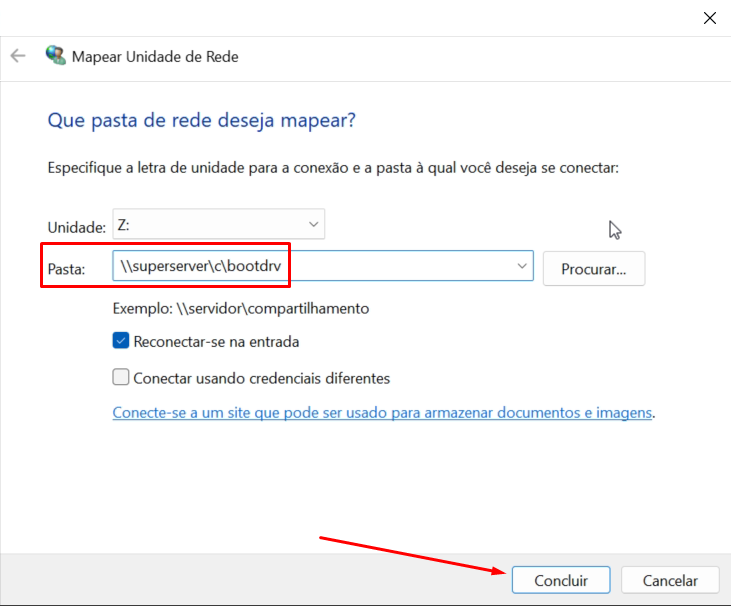 Mapear Unidade de Rede
Que pasta de rede deseja mapear?
Especifique a letra de unidade para a conexão e a pasta à qual você deseja se conectar:
Unidade: Z:
Pasta: \\superserver\c\bootdrv Procurar...
Exemplo: \\servidor\compartilhamento
Reconectar-se na entrada
Conectar usando credenciais diferentes
Conecte-se a um site que pode ser usado para armazenar documentos e imagens.
Concluir Cancelar